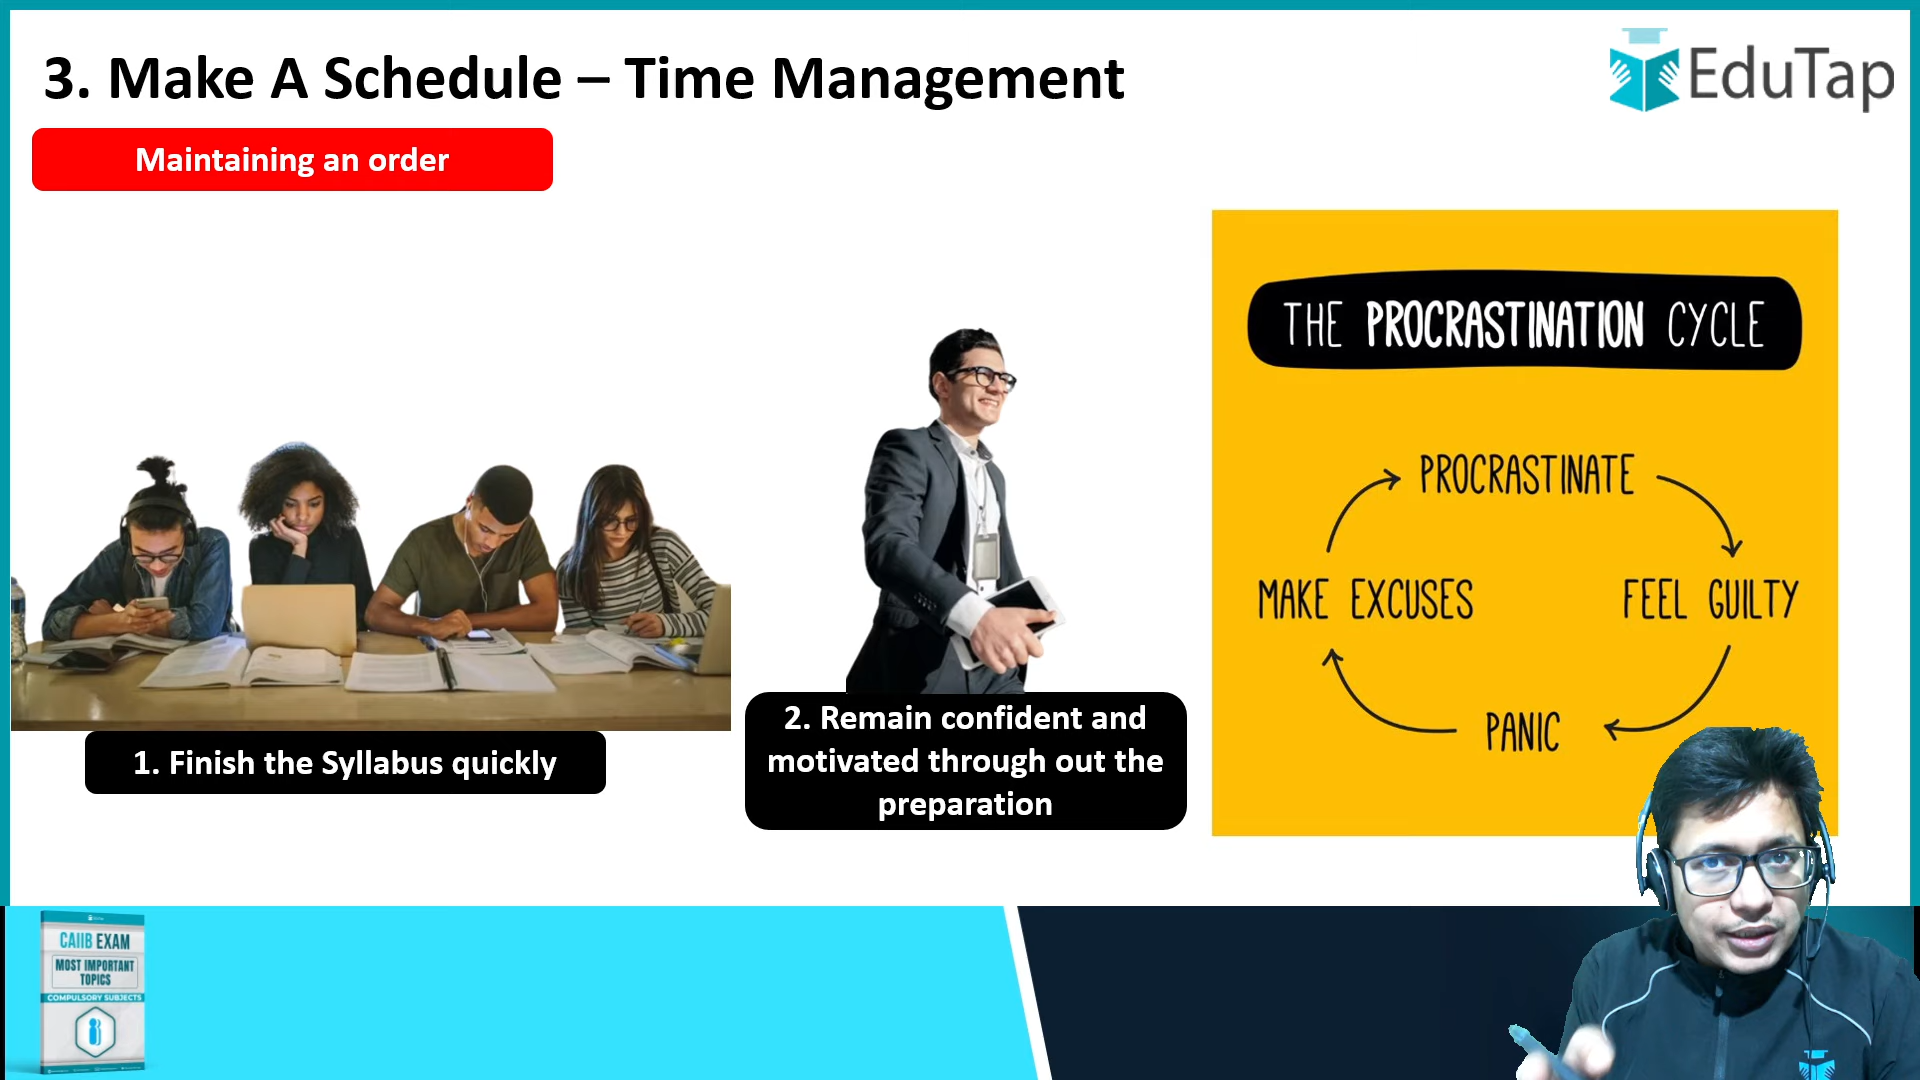 3. Make A Schedule – Time Management
EduTap
Maintaining an order
THE PROCRASTINATION CYCLE
PROCRASTINATE
MAKE EXCUSES
FEEL GUILTY
PANIC
1. Finish the Syllabus quickly
2. Remain confident and
motivated through out the
preparation
CAIIB EXAM
MOST IMPORTANT
TOPICS
COMPULSORY SUBJECTS